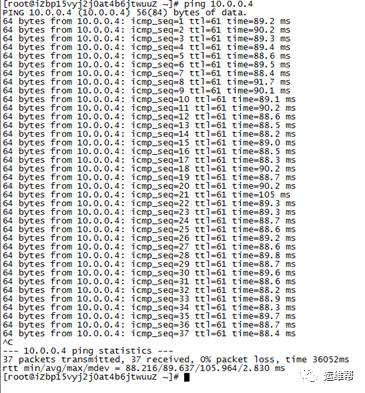 [root@iZbp15vyj2j0at4b6jtwuuZ ~]# ping 10.0.0.4
PING 10.0.0.4 (10.0.0.4) 56(84) bytes of data.
64 bytes from 10.0.0.4: icmp_seq=1 ttl=61 time=89.2 ms
64 bytes from 10.0.0.4: icmp_seq=2 ttl=61 time=90.2 ms
64 bytes from 10.0.0.4: icmp_seq=3 ttl=61 time=89.3 ms
64 bytes from 10.0.0.4: icmp_seq=4 ttl=61 time=89.4 ms
64 bytes from 10.0.0.4: icmp_seq=5 ttl=61 time=88.6 ms
64 bytes from 10.0.0.4: icmp_seq=6 ttl=61 time=89.5 ms
64 bytes from 10.0.0.4: icmp_seq=7 ttl=61 time=88.4 ms
64 bytes from 10.0.0.4: icmp_seq=8 ttl=61 time=91.7 ms
64 bytes from 10.0.0.4: icmp_seq=9 ttl=61 time=90.1 ms
64 bytes from 10.0.0.4: icmp_seq=10 ttl=61 time=89.1 ms
64 bytes from 10.0.0.4: icmp_seq=11 ttl=61 time=90.2 ms
64 bytes from 10.0.0.4: icmp_seq=12 ttl=61 time=88.6 ms
64 bytes from 10.0.0.4: icmp_seq=13 ttl=61 time=88.5 ms
64 bytes from 10.0.0.4: icmp_seq=14 ttl=61 time=88.2 ms
64 bytes from 10.0.0.4: icmp_seq=15 ttl=61 time=89.0 ms
64 bytes from 10.0.0.4: icmp_seq=16 ttl=61 time=88.5 ms
64 bytes from 10.0.0.4: icmp_seq=17 ttl=61 time=88.3 ms
64 bytes from 10.0.0.4: icmp_seq=18 ttl=61 time=90.2 ms
64 bytes from 10.0.0.4: icmp_seq=19 ttl=61 time=88.7 ms
64 bytes from 10.0.0.4: icmp_seq=20 ttl=61 time=90.2 ms
64 bytes from 10.0.0.4: icmp_seq=21 ttl=61 time=105 ms
64 bytes from 10.0.0.4: icmp_seq=22 ttl=61 time=89.3 ms
64 bytes from 10.0.0.4: icmp_seq=23 ttl=61 time=89.3 ms
64 bytes from 10.0.0.4: icmp_seq=24 ttl=61 time=88.7 ms
64 bytes from 10.0.0.4: icmp_seq=25 ttl=61 time=88.6 ms
64 bytes from 10.0.0.4: icmp_seq=26 ttl=61 time=89.2 ms
64 bytes from 10.0.0.4: icmp_seq=27 ttl=61 time=88.6 ms
64 bytes from 10.0.0.4: icmp_seq=28 ttl=61 time=89.8 ms
64 bytes from 10.0.0.4: icmp_seq=29 ttl=61 time=88.7 ms
64 bytes from 10.0.0.4: icmp_seq=30 ttl=61 time=89.6 ms
64 bytes from 10.0.0.4: icmp_seq=31 ttl=61 time=88.6 ms
64 bytes from 10.0.0.4: icmp_seq=32 ttl=61 time=88.2 ms
64 bytes from 10.0.0.4: icmp_seq=33 ttl=61 time=88.9 ms
64 bytes from 10.0.0.4: icmp_seq=34 ttl=61 time=88.3 ms
64 bytes from 10.0.0.4: icmp_seq=35 ttl=61 time=89.7 ms
64 bytes from 10.0.0.4: icmp_seq=36 ttl=61 time=88.7 ms
64 bytes from 10.0.0.4: icmp_seq=37 ttl=61 time=88.4 ms
^C
--- 10.0.0.4 ping statistics ---
37 packets transmitted, 37 received, 0% packet loss, time 36052ms
rtt min/avg/max/mdev = 88.216/89.637/105.964/2.830 ms
[root@iZbp15vyj2j0at4b6jtwuuZ ~]#
运维帮